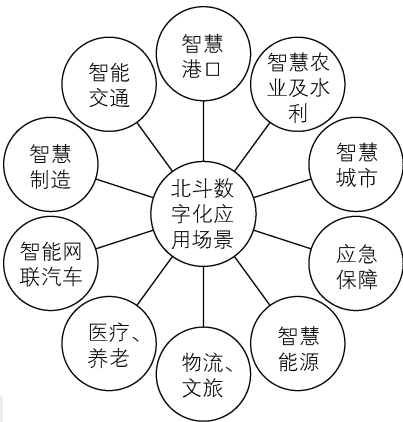 智慧
港口
智慧农
业及水
利
智慧
城市
应急
保障
智慧
能源
物流、
文旅
医疗、
养老
智能网
联汽车
智慧
制造
智能
交通
北斗数
字化应
用场景